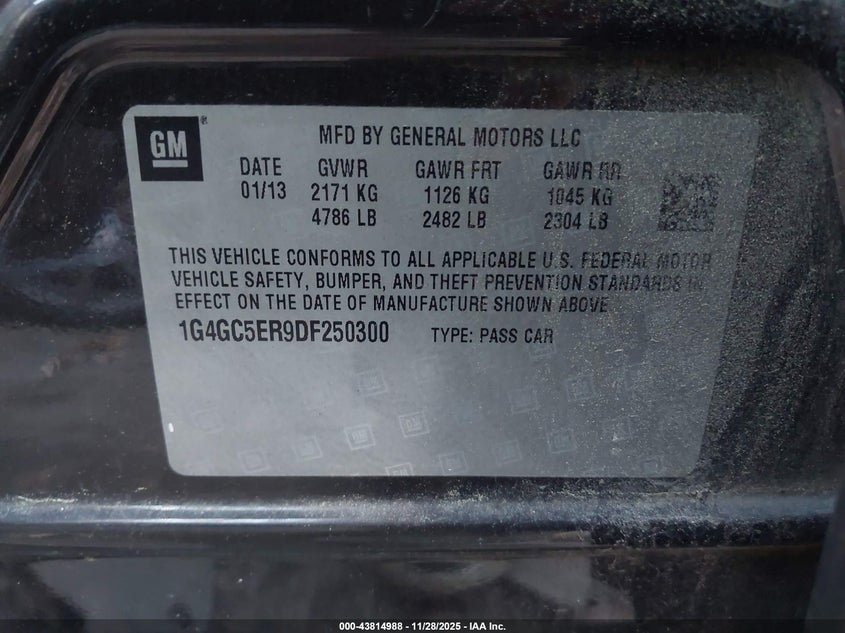 GM ®
MFD BY GENERAL MOTORS LLC
DATE GVWR GAWR FRT GAWR RR
01/13 2171 KG 1126 KG 1045 KG
4786 LB 2482 LB 2304 LB
THIS VEHICLE CONFORMS TO ALL APPLICABLE U.S. FEDERAL MOTOR
VEHICLE SAFETY, BUMPER, AND THEFT PREVENTION STANDARDS IN
EFFECT ON THE DATE OF MANUFACTURE SHOWN ABOVE
1G4GC5ER9DF250300 TYPE: PASS CAR
000-43814988 - 11/28/2025 - IAA Inc.